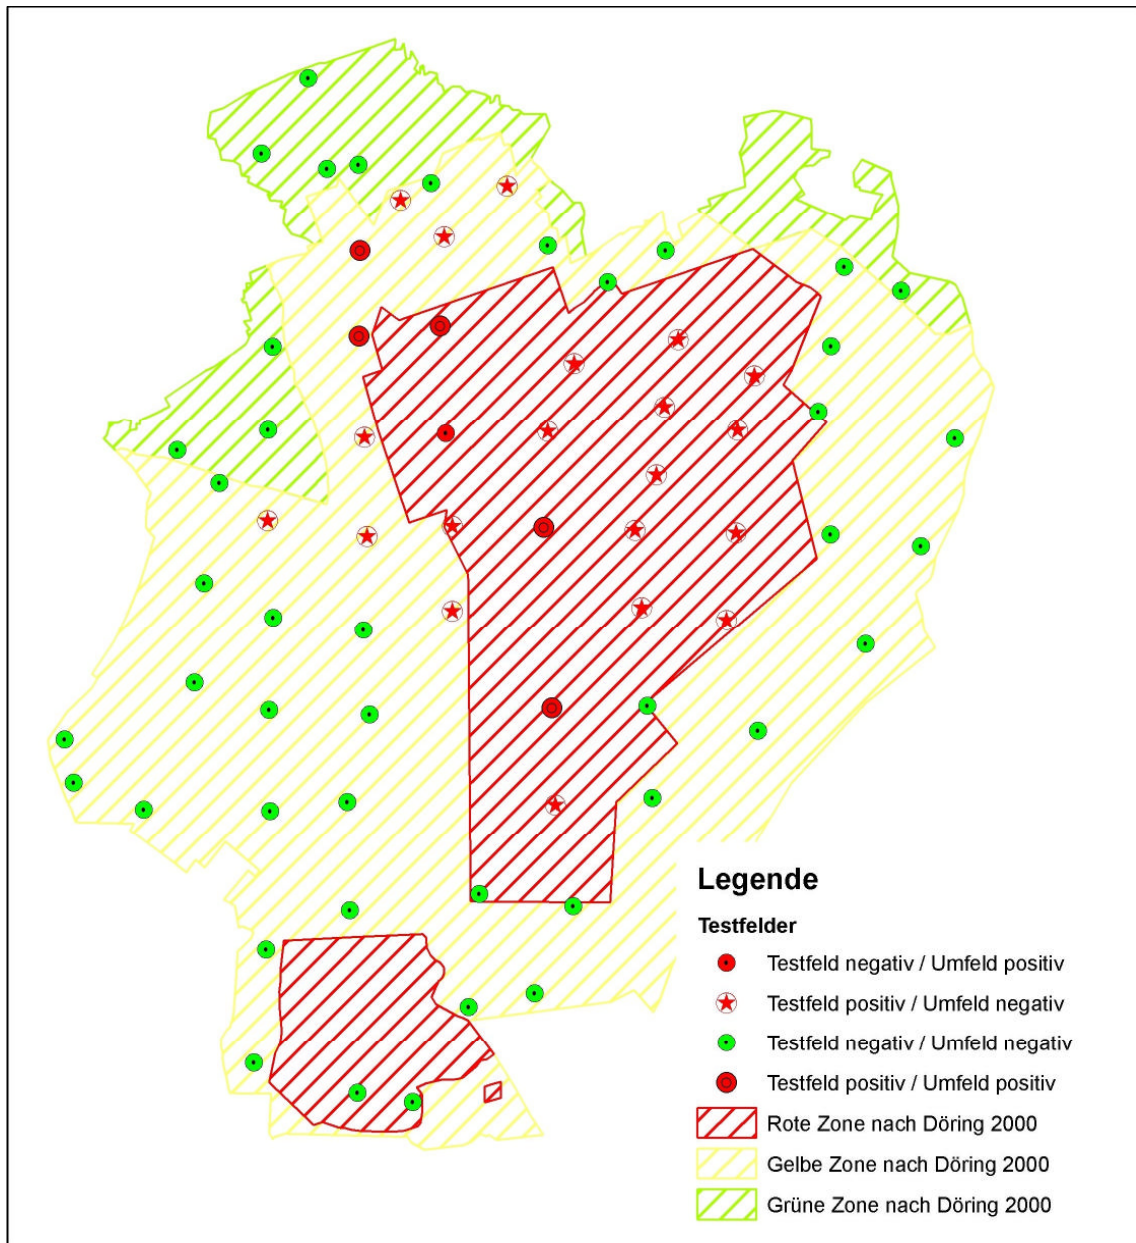 Legende
Testfelder
Testfeld negativ / Umfeld positiv
Testfeld positiv / Umfeld negativ
Testfeld negativ / Umfeld negativ
Testfeld positiv / Umfeld positiv
Rote Zone nach Döring 2000
Gelbe Zone nach Döring 2000
Grüne Zone nach Döring 2000